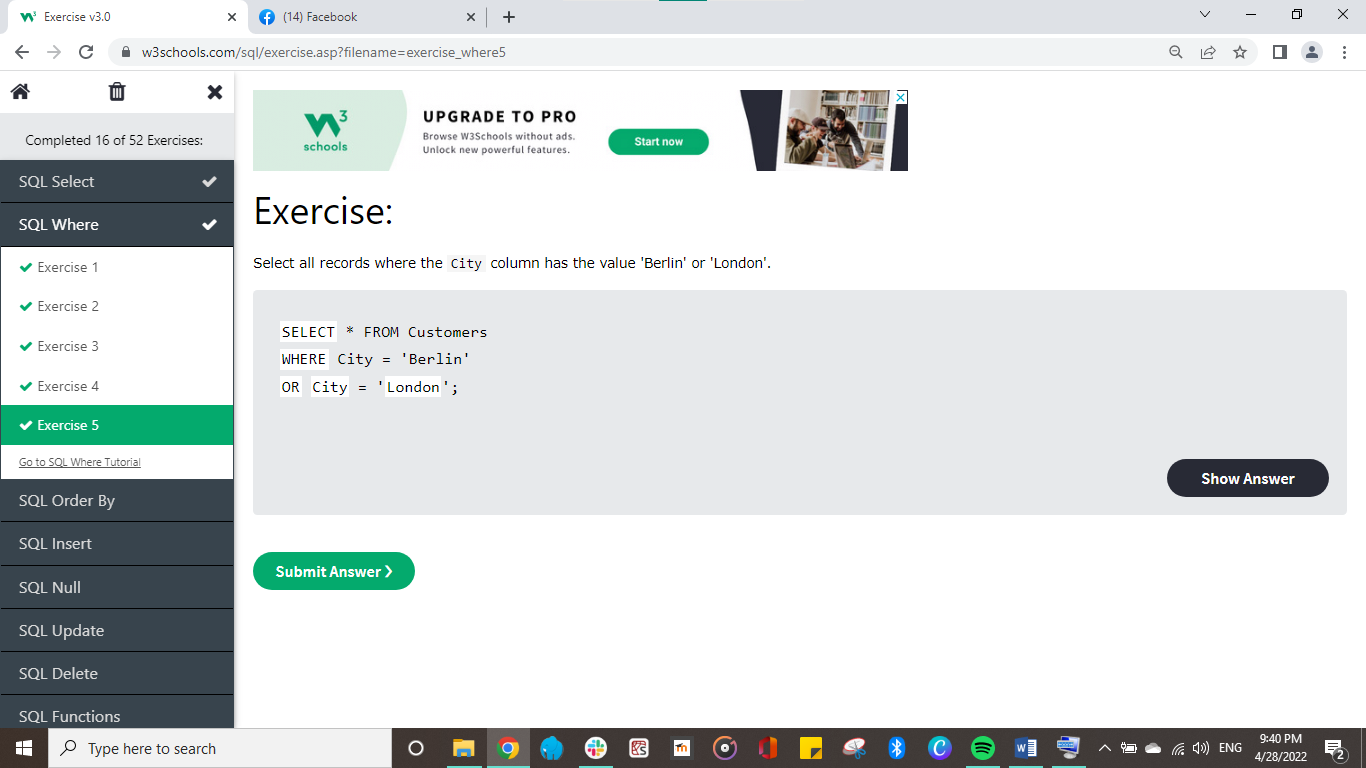 Exercise v3.0
(14) Facebook
w3schools.com/sql/exercise.asp?filename=exercise_where5
Completed 16 of 52 Exercises:
SQL Select
SQL Where
Exercise 1
Exercise 2
Exercise 3
Exercise 4
Exercise 5
Go to SQL Where Tutorial
SQL Order By
SQL Insert
SQL Null
SQL Update
SQL Delete
SQL Functions
W3
schools
UPGRADE TO PRO
Browse W3Schools without ads.
Unlock new powerful features.
Start now
Exercise:
Select all records where the City column has the value 'Berlin' or 'London'.
SELECT * FROM Customers
WHERE City = 'Berlin'
OR City = 'London';
Show Answer
Submit Answer ❯
Type here to search
ENG
9:40 PM
4/28/2022
2